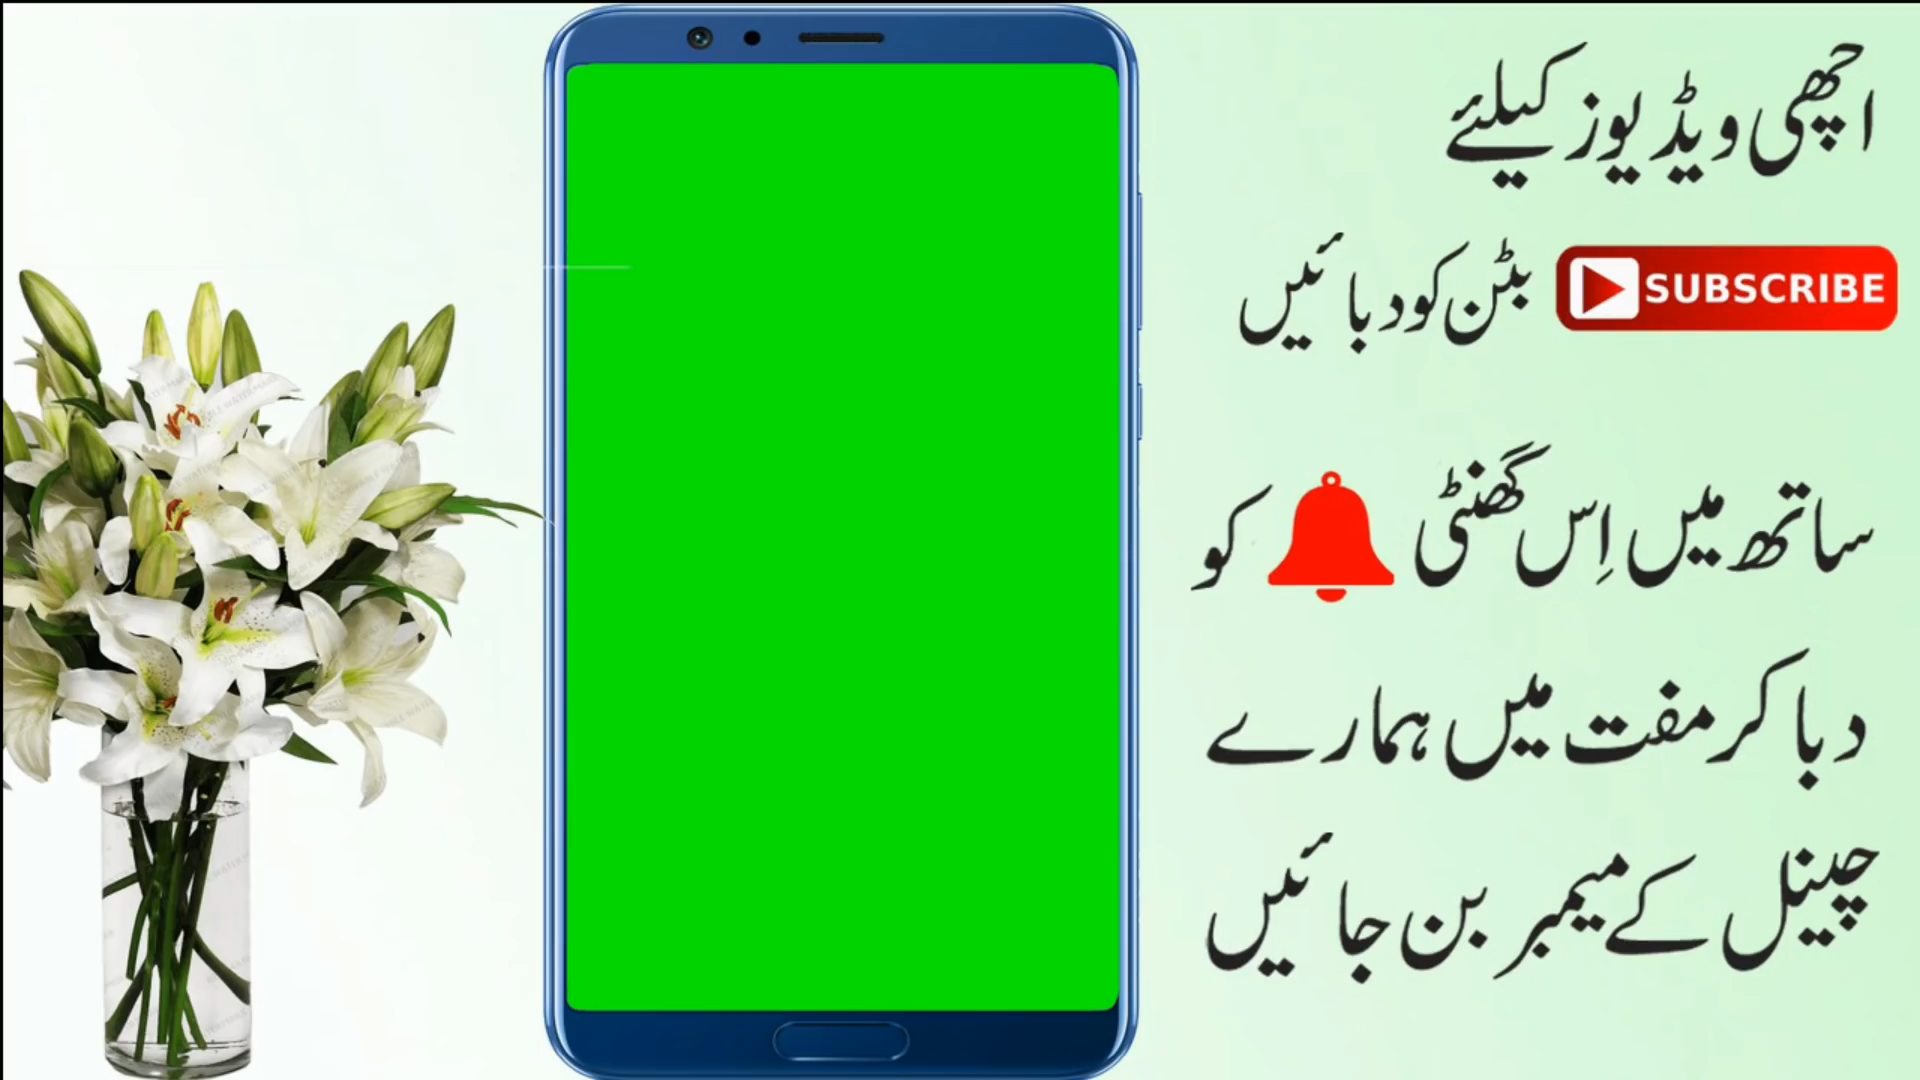 اچھی ویڈیوز کیلئے
SUBSCRIBE بٹن کو دبائیں
ساتھ میں اِس گھنٹی کو
دبا کر مفت میں ہمارے
چینل کے میمبر بن جائیں